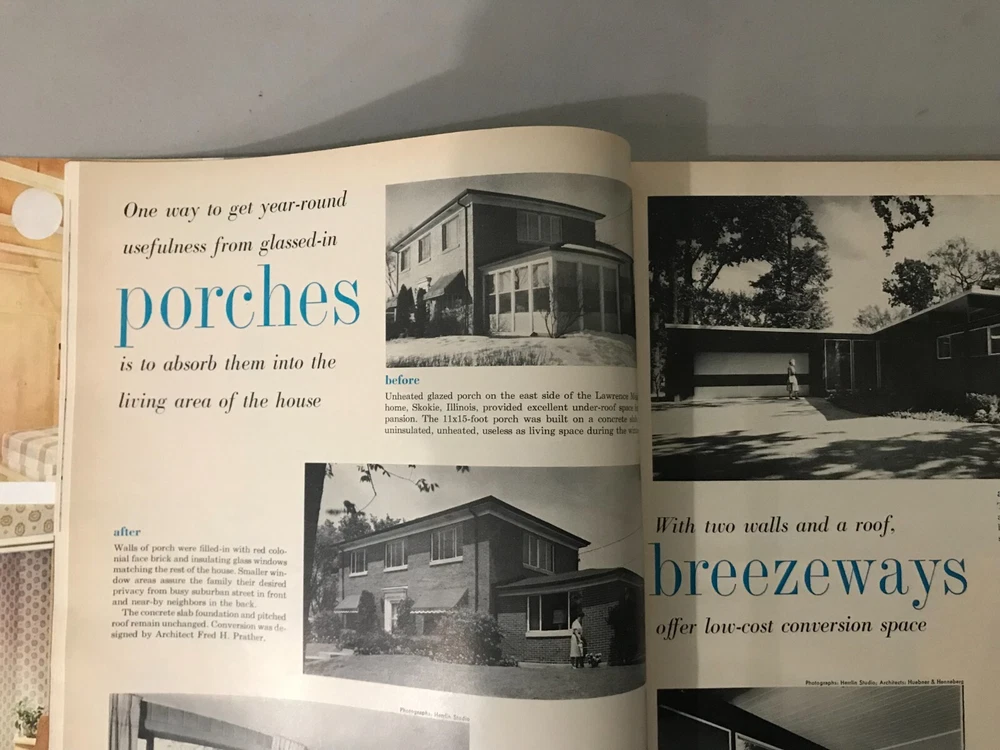 One way to get year-round
usefulness from glassed-in
porches
is to absorb them into the
living area of the house
before
Unheated glazed porch on the east side of the Lawrence
home, Skokie, Illinois, provided excellent under-roof space
pansion. The 11x15-foot porch was built on a concrete
uninsulated, unheated, useless as living space during the
after
Walls of porch were filled-in with red colo-
nial face brick and insulating glass windows
matching the rest of the house. Smaller win-
dow areas assure the family their desired
privacy from busy suburban street in front
and near-by neighbors in the back.
The concrete slab foundation and pitched
roof remain unchanged. Conversion was de-
signed by Architect Fred H. Prather.
Photographs: Hentin Studio
With two walls and a roof,
breezeways
offer low-cost conversion space
Photographs: Hentin Studio; Architects: Huebner & Henneberg